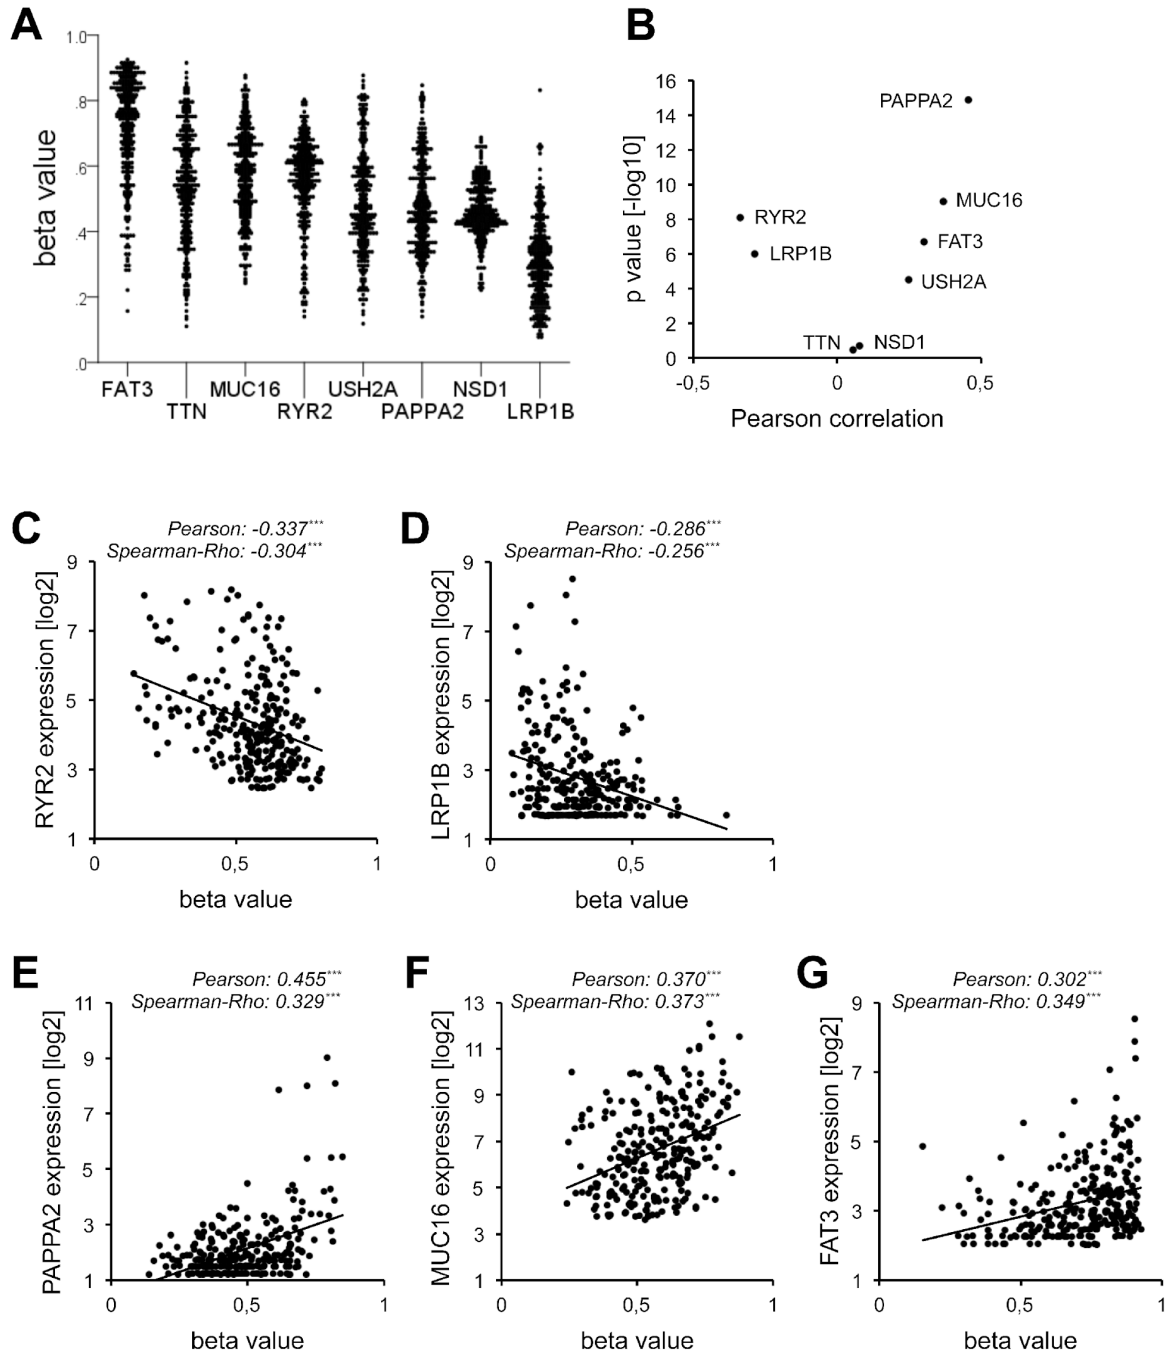 A
1.0
.8
.6
.4
.2
.0
beta value
FAT3
TTN
MUC16
RYR2
USH2A
PAPPA2
NSD1
LRP1B
B
16
14
12
10
8
6
4
2
0
p value [-log10]
PAPPA2
MUC16
RYR2
FAT3
LRP1B
USH2A
TTN
NSD1
-0,5
0
0,5
Pearson correlation
C
Pearson: -0.337***
Spearman-Rho: -0.304***
9
7
5
3
1
RYR2 expression [log2]
0
0,5
1
beta value
D
Pearson: -0.286***
Spearman-Rho: -0.256***
9
7
5
3
1
LRP1B expression [log2]
0
0,5
1
beta value
E
Pearson: 0.455***
Spearman-Rho: 0.329***
11
9
7
5
3
1
PAPPA2 expression [log2]
0
0,5
1
beta value
F
Pearson: 0.370***
Spearman-Rho: 0.373***
13
11
9
7
5
3
1
MUC16 expression [log2]
0
0,5
1
beta value
G
Pearson: 0.302***
Spearman-Rho: 0.349***
9
7
5
3
1
FAT3 expression [log2]
0
0,5
1
beta value